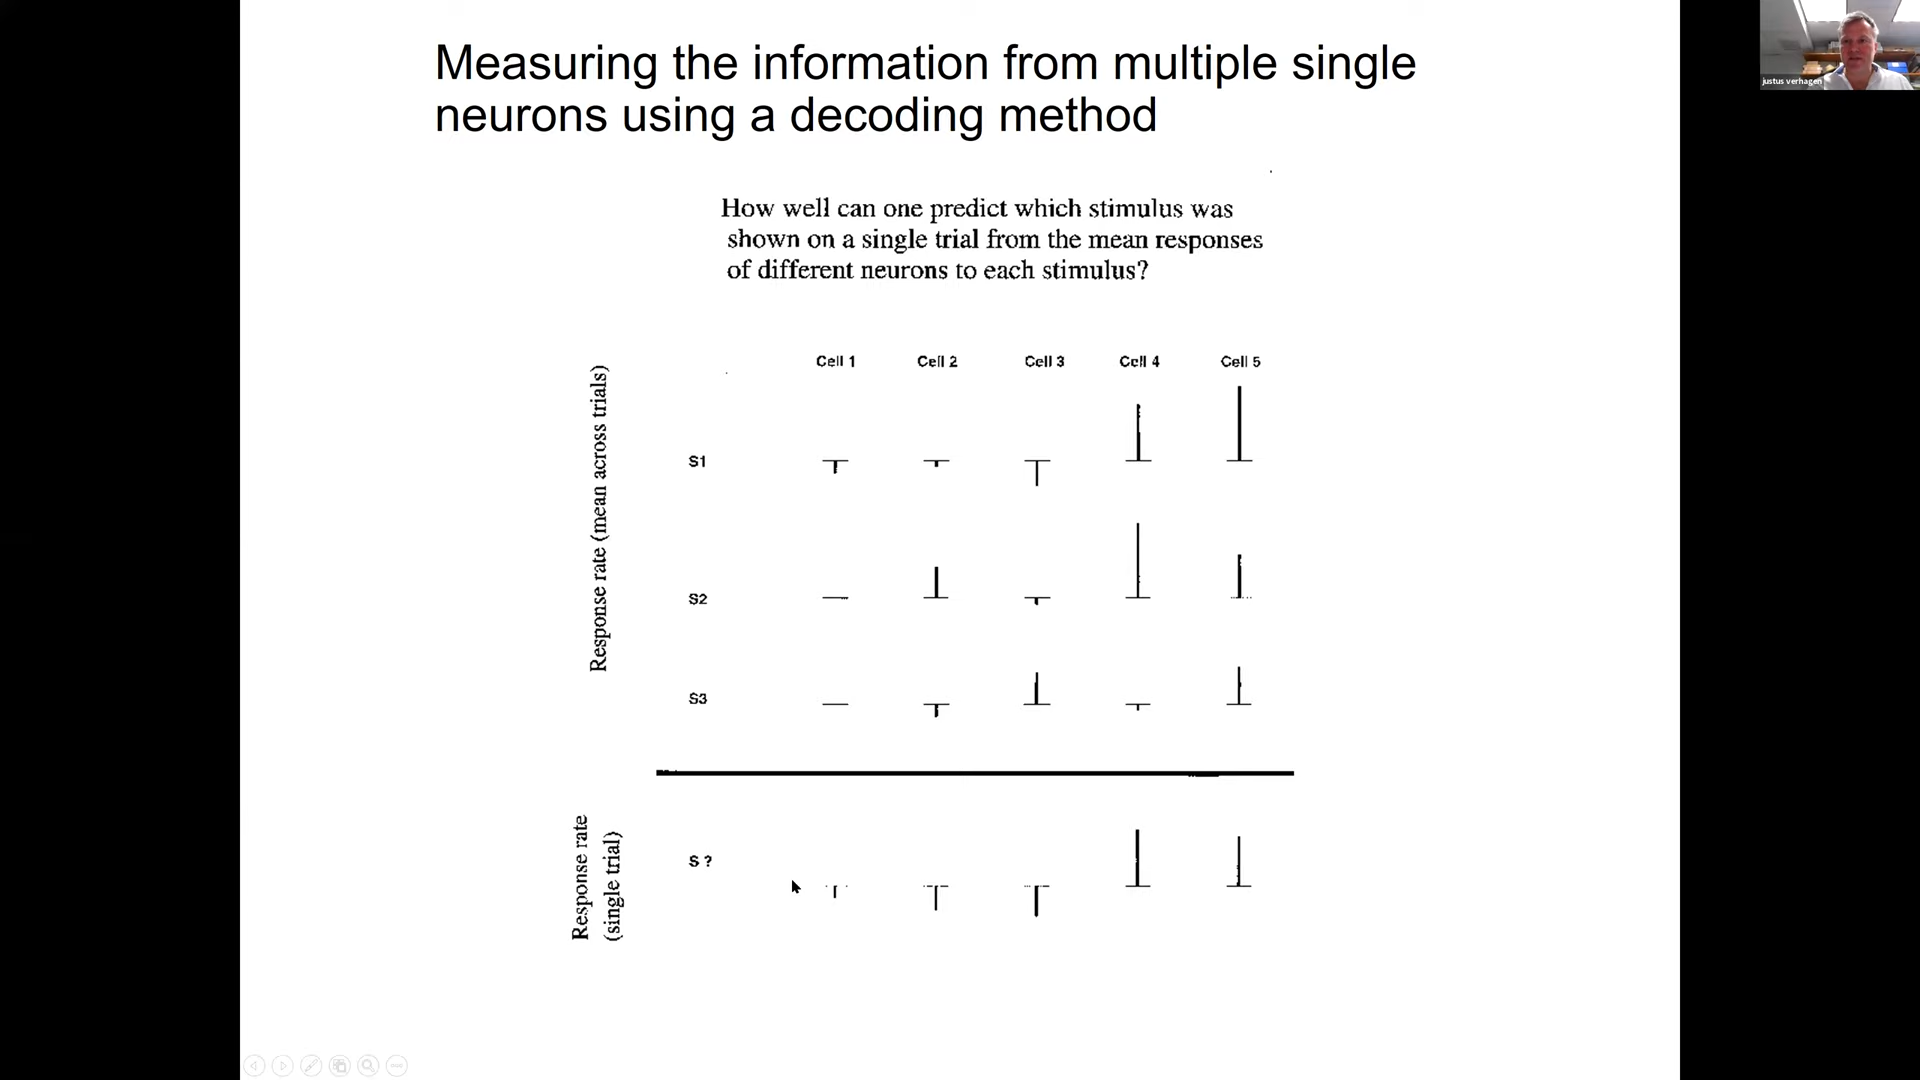 Measuring the information from multiple single
neurons using a decoding method
justus verhagen
How well can one predict which stimulus was
shown on a single trial from the mean responses
of different neurons to each stimulus?
Cell 1 Cell 2 Cell 3 Cell 4 Cell 5
Response rate (mean across trials)
S1
S2
S3
Response rate
(single trial)
S ?